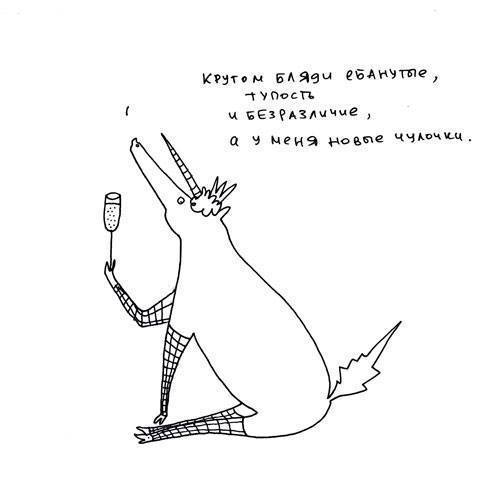 кругом бляди ебанутые,
тупость
и безразличие,
а у меня новые чулочки.